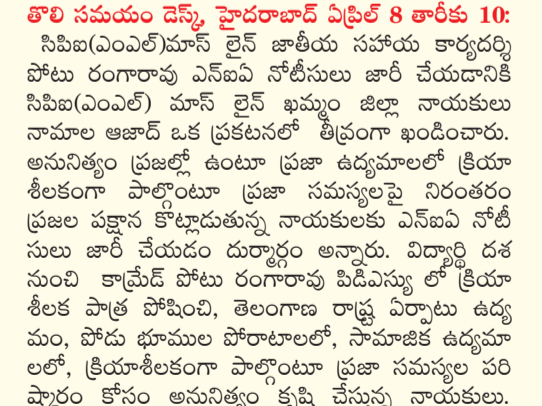 తొలి సమయం డెస్క్, హైదరాబాద్ ఏప్రిల్ 8 తారీకు 10:
సిపిఐ(ఎంఎల్)మాస్ లైన్ జాతీయ సహాయ కార్యదర్శి
పోటు రంగారావు ఎన్ఐఏ నోటీసులు జారీ చేయడానికి
సిపిఐ(ఎంఎల్) మాస్ లైన్ ఖమ్మం జిల్లా నాయకులు
నామాల ఆజాద్ ఒక ప్రకటనలో తీవ్రంగా ఖండించారు.
అనునిత్యం ప్రజల్లో ఉంటూ ప్రజా ఉద్యమాలలో క్రియా
శీలకంగా పాల్గొంటూ ప్రజా సమస్యలపై నిరంతరం
ప్రజల పక్షాన కొట్లాడుతున్న నాయకులకు ఎన్ఐఏ నోటీ
సులు జారీ చేయడం దుర్మార్గం అన్నారు. విద్యార్థి దశ
నుంచి కామ్రేడ్ పోటు రంగారావు పిడిఎస్యు లో క్రియా
శీలక పాత్ర పోషించి, తెలంగాణ రాష్ట్ర ఏర్పాటు ఉద్య
మం, పోడు భూముల పోరాటాలలో, సామాజిక ఉద్యమా
లలో, క్రియాశీలకంగా పాల్గొంటూ ప్రజా సమస్యల పరి
ష్కారం కోసం అనునిత్యం కృషి చేస్తున్న నాయకులు.